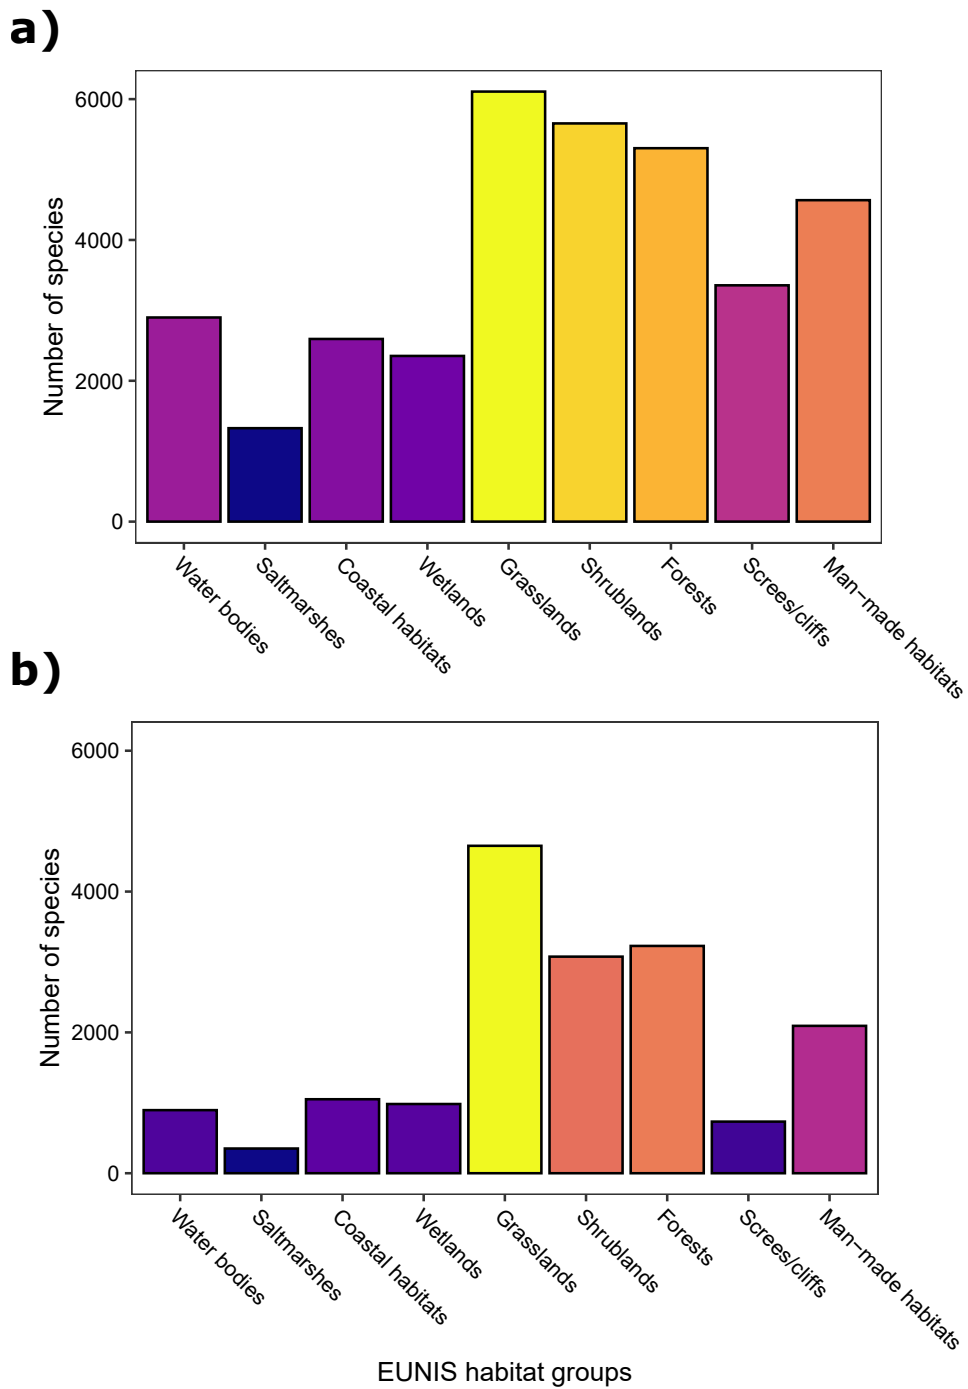 a)
6000
4000
2000
0
Number of species
Water bodies
Saltmarshes
Coastal habitats
Wetlands
Grasslands
Shrublands
Forests
Screes/cliffs
Man−made habitats
b)
6000
4000
2000
0
Number of species
Water bodies
Saltmarshes
Coastal habitats
Wetlands
Grasslands
Shrublands
Forests
Screes/cliffs
Man−made habitats
EUNIS habitat groups